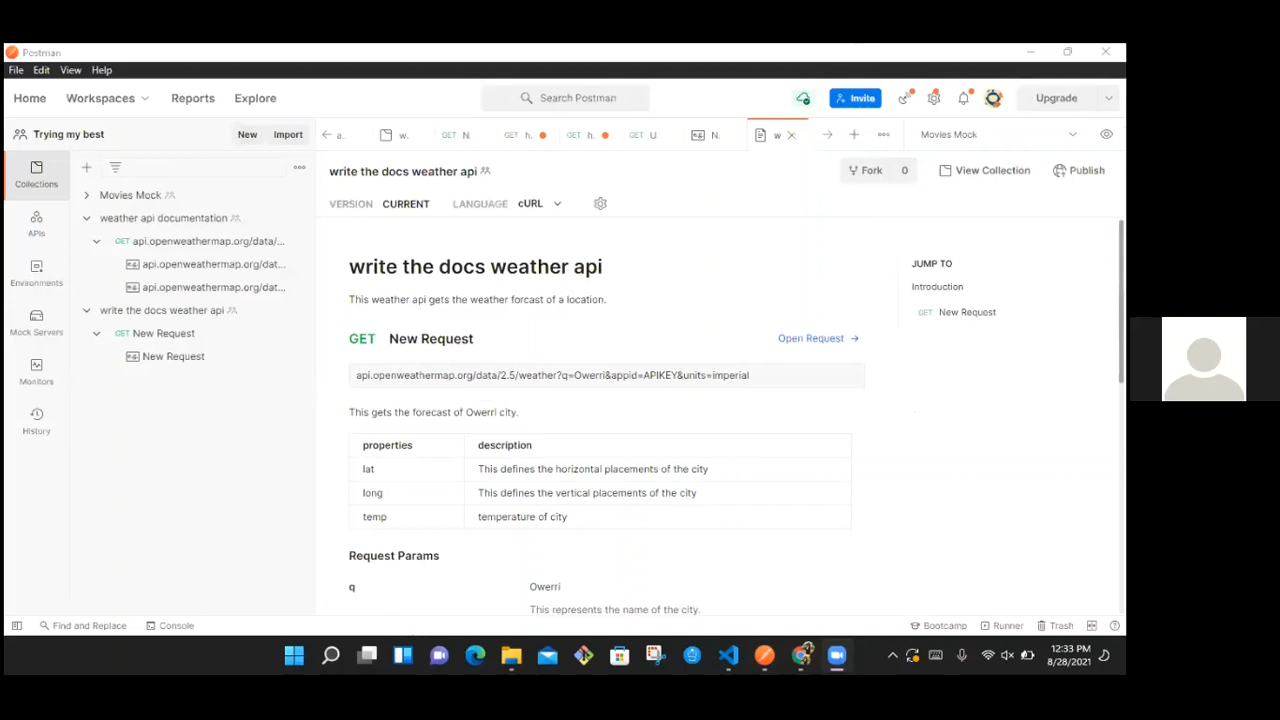 Postman
File Edit View Help
Home Workspaces Reports Explore Search Postman Invite Upgrade
Trying my best New Import a. w. GET N. GET h. GET h. GET U N. w Movies Mock
Collections
APIs
Environments
Mock Servers
Monitors
History
Movies Mock
weather api documentation
GET api.openweathermap.org/data/...
api.openweathermap.org/dat...
api.openweathermap.org/dat...
write the docs weather api
GET New Request
New Request
write the docs weather api Fork 0 View Collection Publish
VERSION CURRENT LANGUAGE cURL
write the docs weather api
This weather api gets the weather forcast of a location.
GET New Request Open Request →
api.openweathermap.org/data/2.5/weather?q=Owerri&appid=APIKEY&units=imperial
This gets the forecast of Owerri city.
properties description
lat This defines the horizontal placements of the city
long This defines the vertical placements of the city
temp temperature of city
Request Params
q Owerri
This represents the name of the city.
JUMP TO
Introduction
GET New Request
Find and Replace Console Bootcamp Runner Trash
12:33 PM
8/28/2021